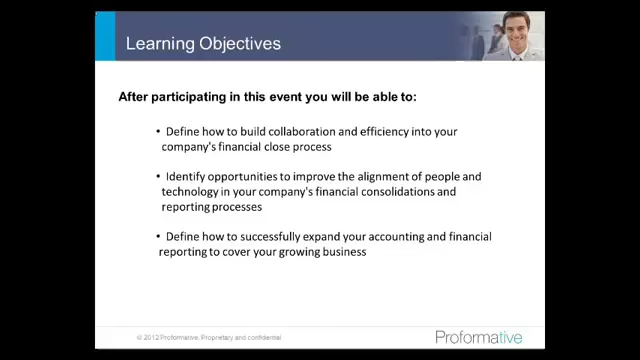 Learning Objectives
After participating in this event you will be able to:
• Define how to build collaboration and efficiency into your
company's financial close process
• Identify opportunities to improve the alignment of people and
technology in your company's financial consolidations and
reporting processes
• Define how to successfully expand your accounting and financial
reporting to cover your growing business
© 2012 Proformative, Proprietary and confidential
Proformative